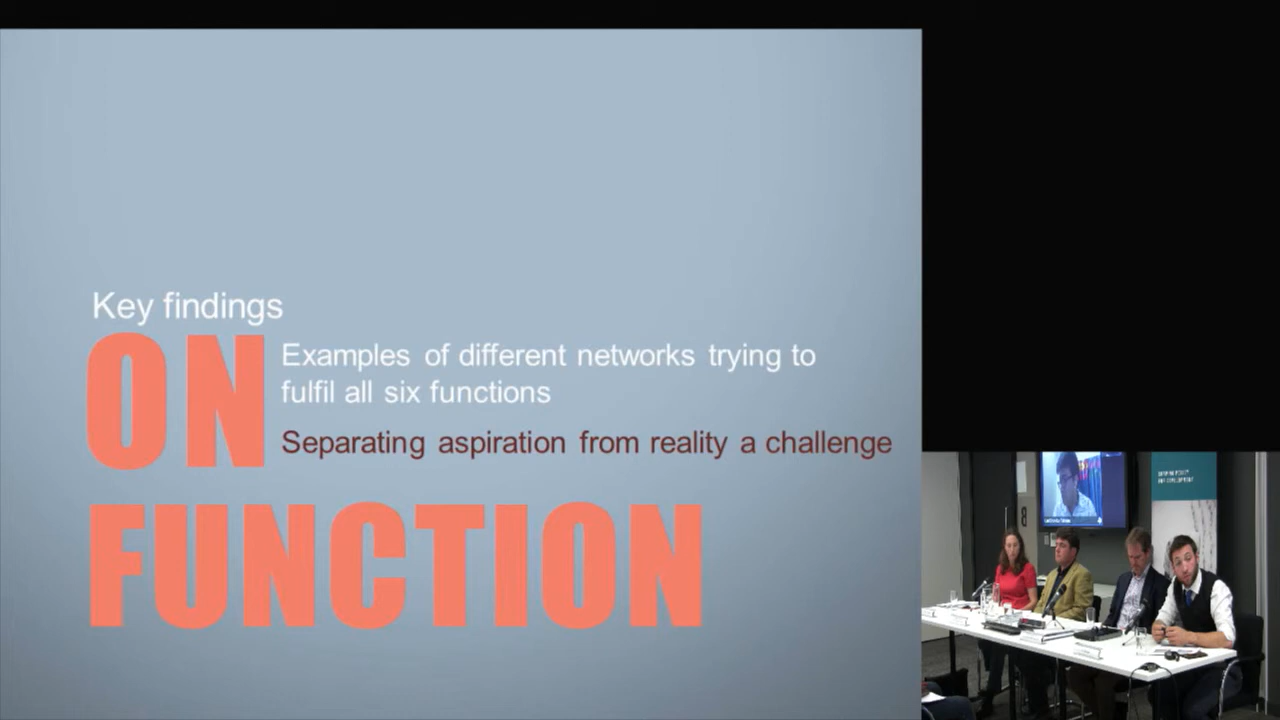 Key findings
ON
Examples of different networks trying to
fulfil all six functions
Separating aspiration from reality a challenge
FUNCTION
8